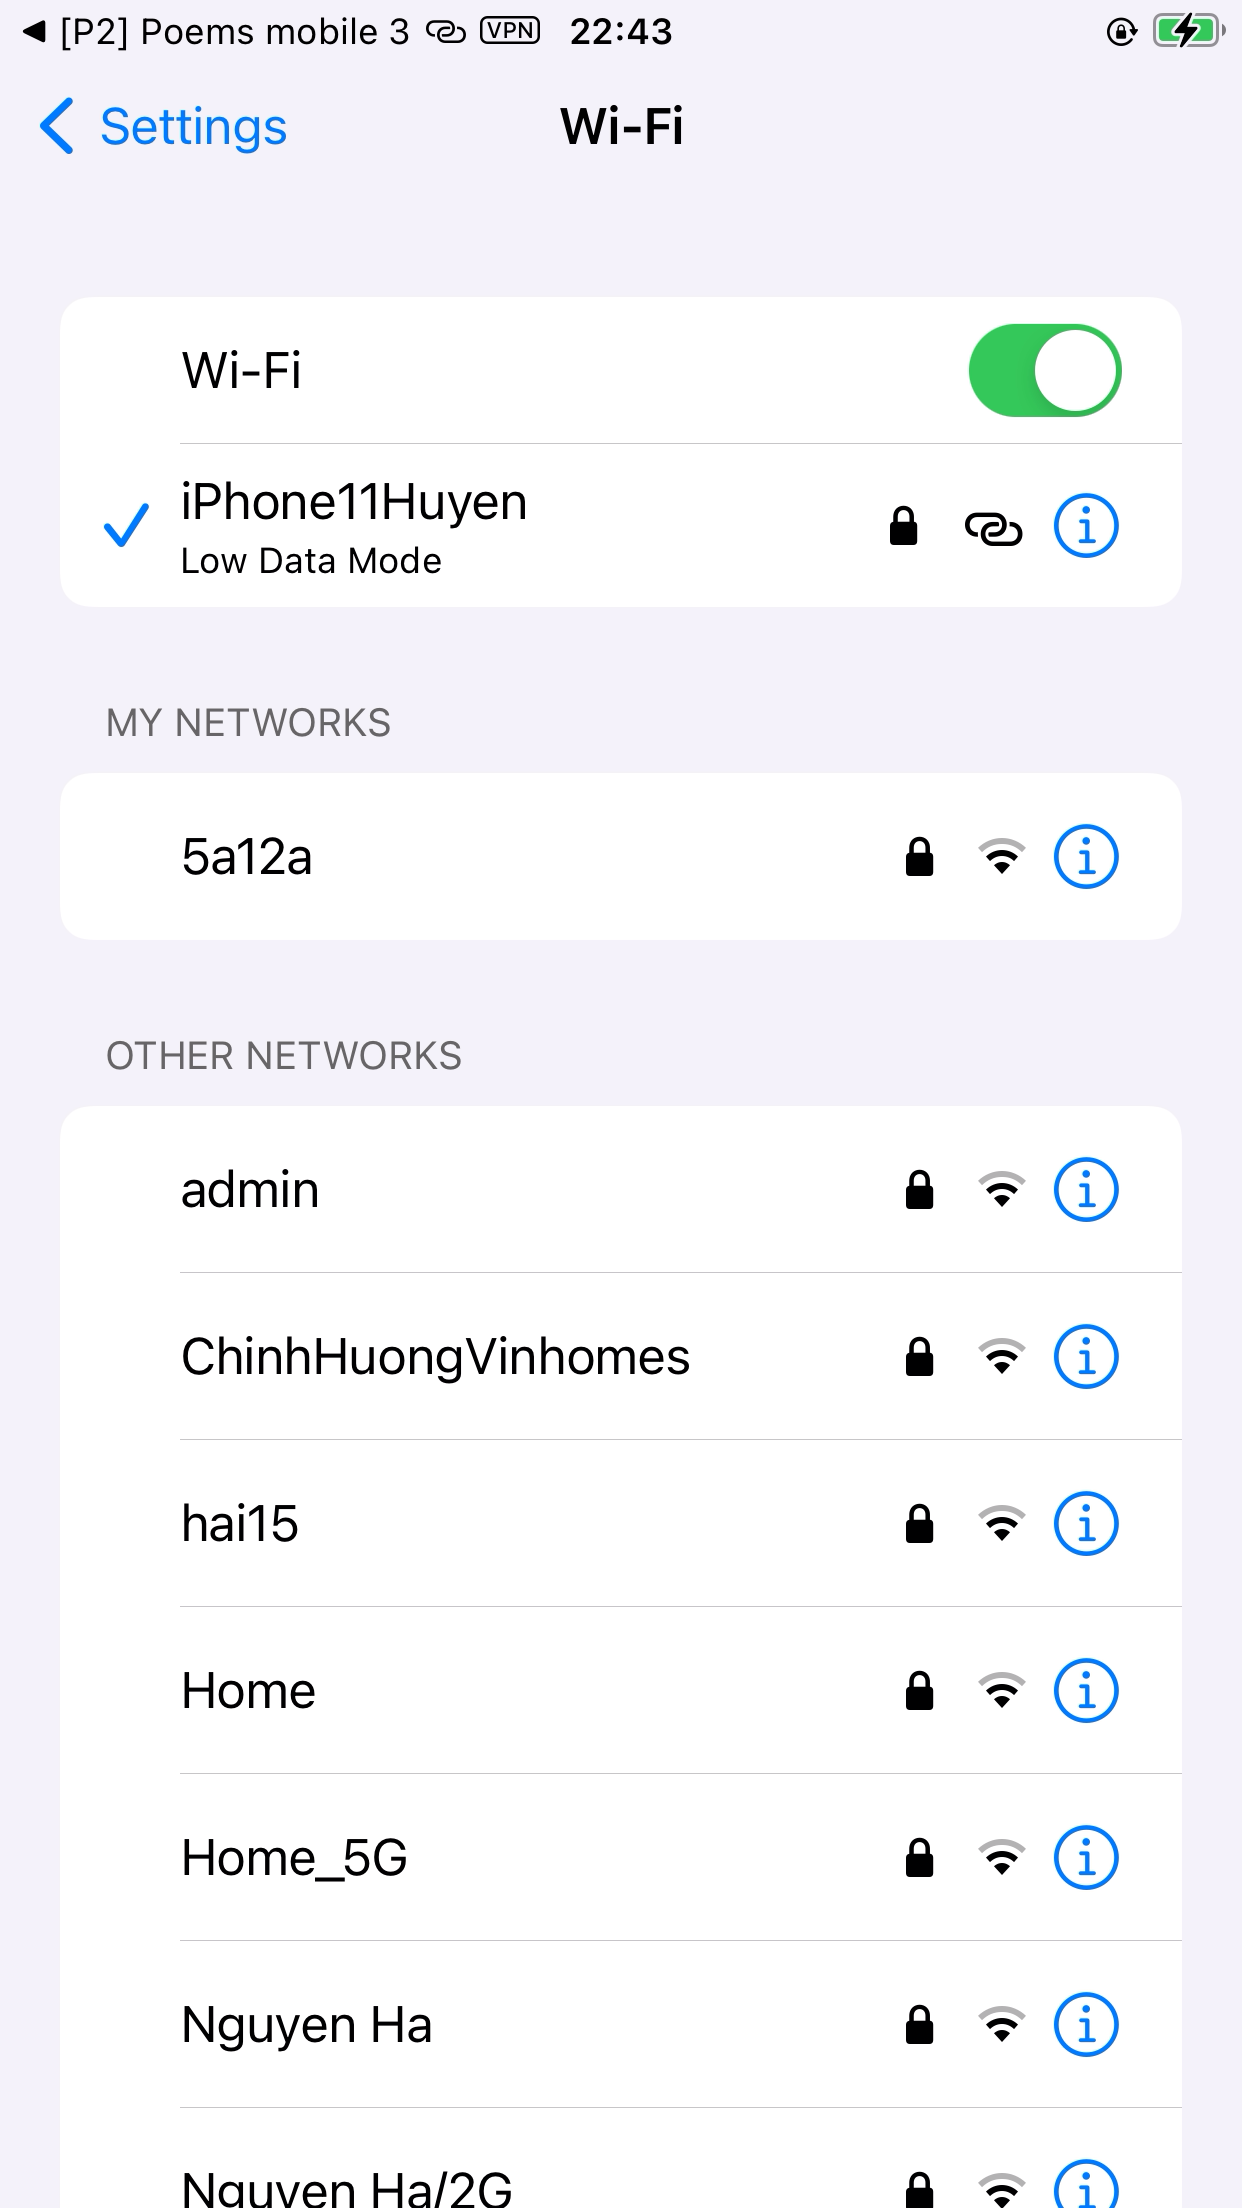 [P2] Poems mobile 3 VPN 22:43
Settings Wi-Fi
Wi-Fi
iPhone11Huyen
Low Data Mode
MY NETWORKS
5a12a
OTHER NETWORKS
admin
ChinhHuongVinhomes
hai15
Home
Home_5G
Nguyen Ha
Nguyen Ha/2G